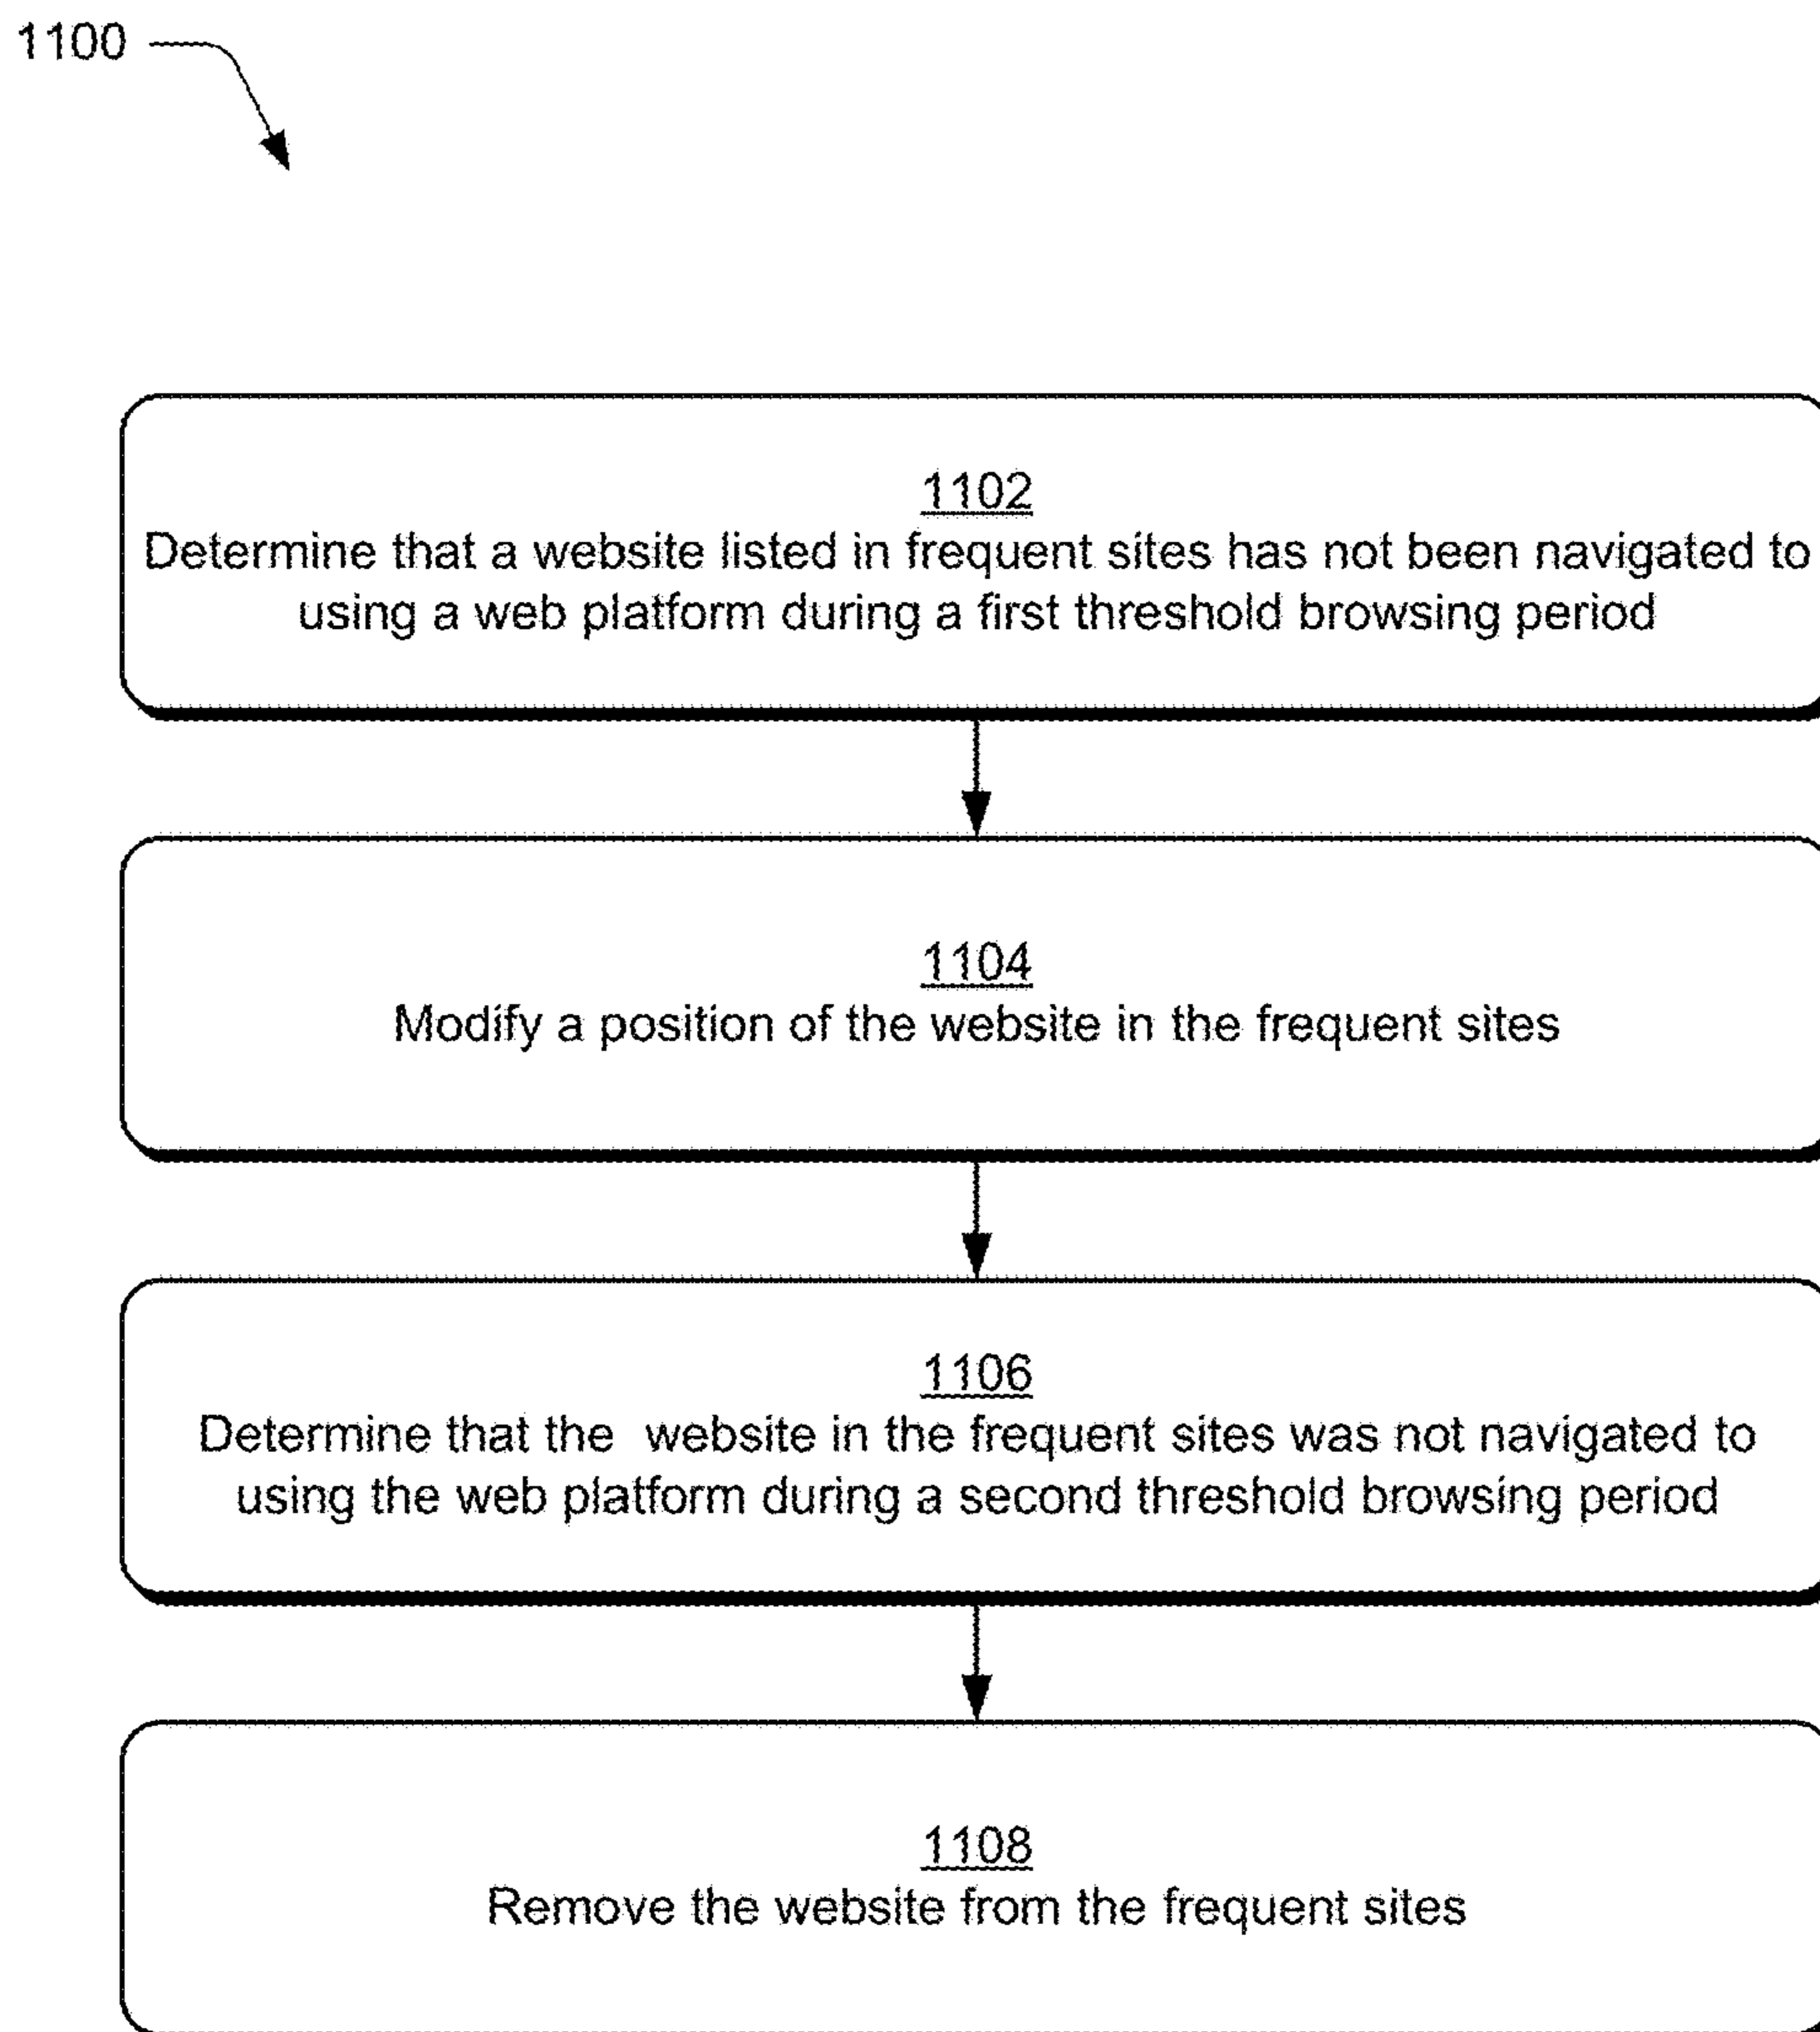 1100
1102
Determine that a website listed in frequent sites has not been navigated to
using a web platform during a first threshold browsing period
1104
Modify a position of the website in the frequent sites
1106
Determine that the  website in the frequent sites was not navigated to
using the web platform during a second threshold browsing period
1108
Remove the website from the frequent sites